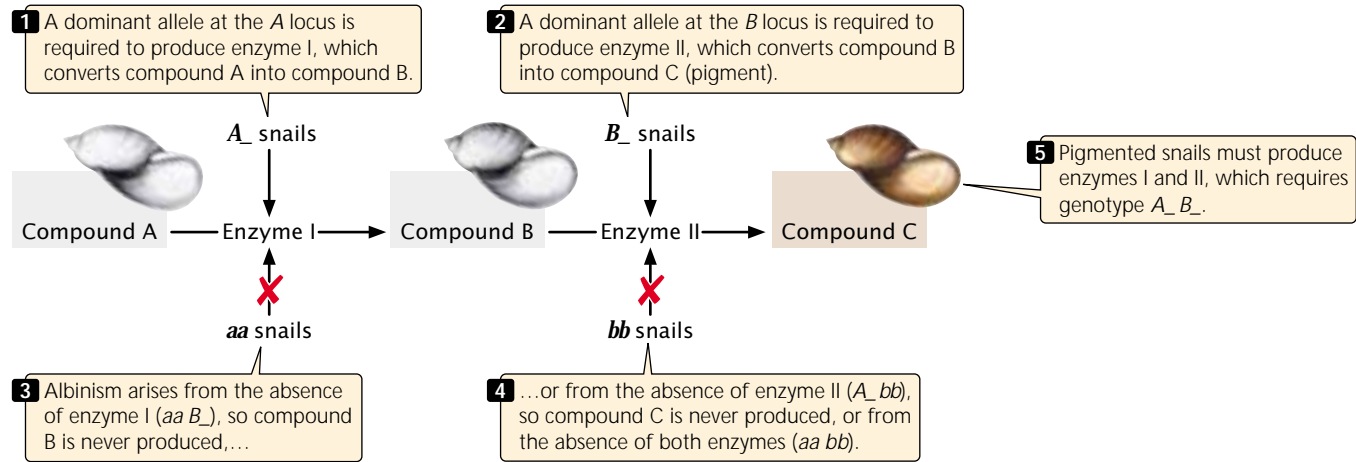 1 A dominant allele at the A locus is
required to produce enzyme I, which
converts compound A into compound B.
2 A dominant allele at the B locus is required to
produce enzyme II, which converts compound B
into compound C (pigment).
A_ snails
B_ snails
5 Pigmented snails must produce
enzymes I and II, which requires
genotype A_ B_.
Compound A
Enzyme I
Compound B
Enzyme II
Compound C
aa snails
bb snails
3 Albinism arises from the absence
of enzyme I (aa B_), so compound
B is never produced,…
4 …or from the absence of enzyme II (A_ bb),
so compound C is never produced, or from
the absence of both enzymes (aa bb).